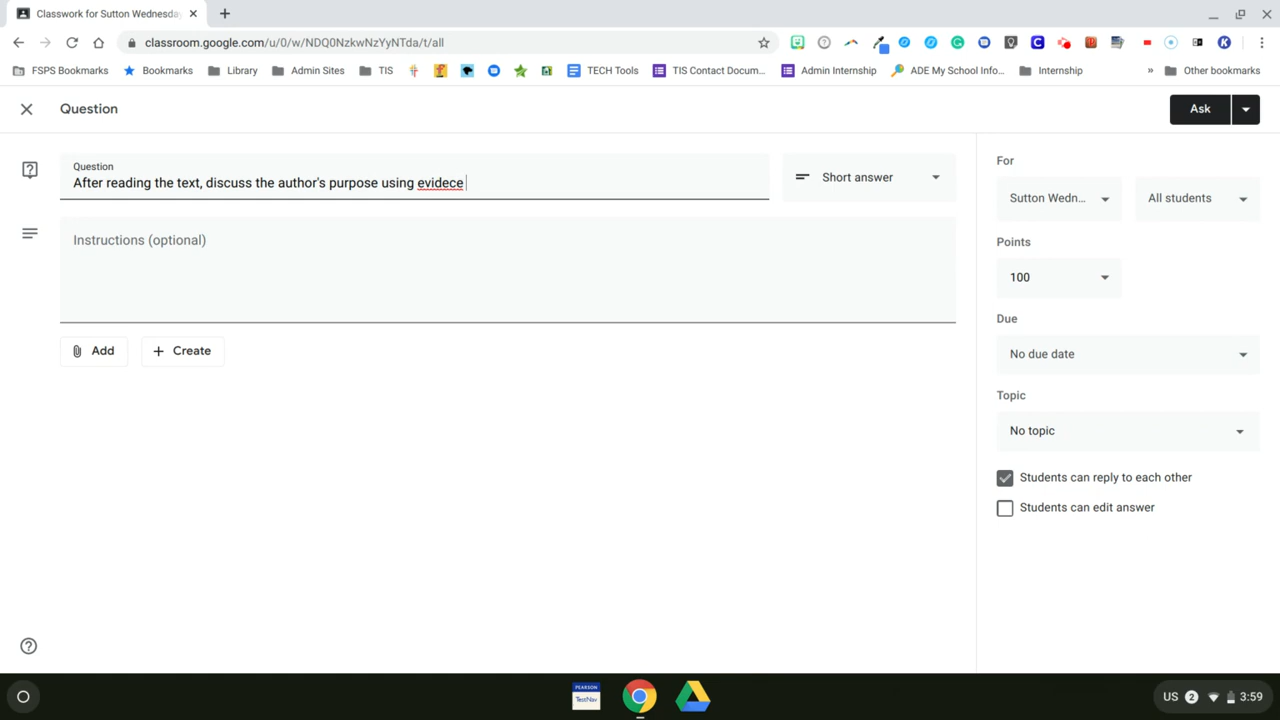 Classwork for Sutton Wednesday
classroom.google.com/u/0/w/NDQ0NzkwNzYyNTda/t/all
FSPS Bookmarks Bookmarks Library Admin Sites TIS TECH Tools TIS Contact Docum... Admin Internship ADE My School Info... Internship » Other bookmarks
Question Ask
Question
After reading the text, discuss the author's purpose using evidece
Short answer
Instructions (optional)
Add Create
For
Sutton Wedn... All students
Points
100
Due
No due date
Topic
No topic
Students can reply to each other
Students can edit answer
PEARSON
TestNav
US 2 3:59